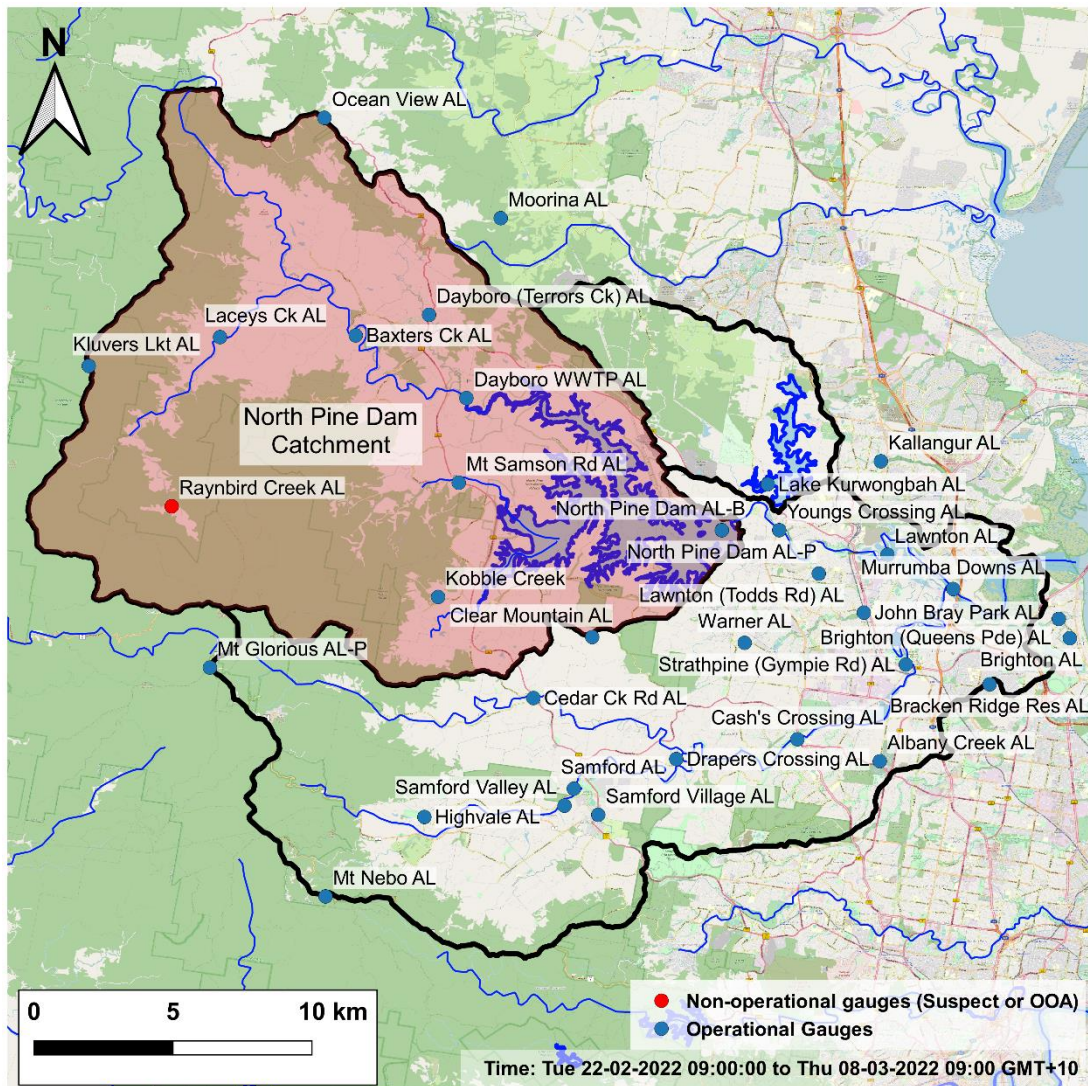 N
Ocean View AL
Moorina AL
Dayboro (Terrors Ck) AL
Laceys Ck AL
Baxters Ck AL
Kluvers Lkt AL
Dayboro WWTP AL
North Pine Dam
Catchment
Kallangur AL
Mt Samson Rd AL
Raynbird Creek AL
Lake Kurwongbah AL
North Pine Dam AL-B
Youngs Crossing AL
North Pine Dam AL-P
Lawnton AL
Murrumba Downs AL
Kobble Creek
Lawnton (Todds Rd) AL
Clear Mountain AL
Warner AL
John Bray Park AL
Brighton (Queens Pde) AL
Mt Glorious AL-P
Strathpine (Gympie Rd) AL
Brighton AL
Cedar Ck Rd AL
Bracken Ridge Res AL
Cash's Crossing AL
Albany Creek AL
Samford AL
Drapers Crossing AL
Samford Valley AL
Samford Village AL
Highvale AL
Mt Nebo AL
0 5 10 km
Non-operational gauges (Suspect or OOA)
Operational Gauges
Time: Tue 22-02-2022 09:00:00 to Thu 08-03-2022 09:00 GMT+10